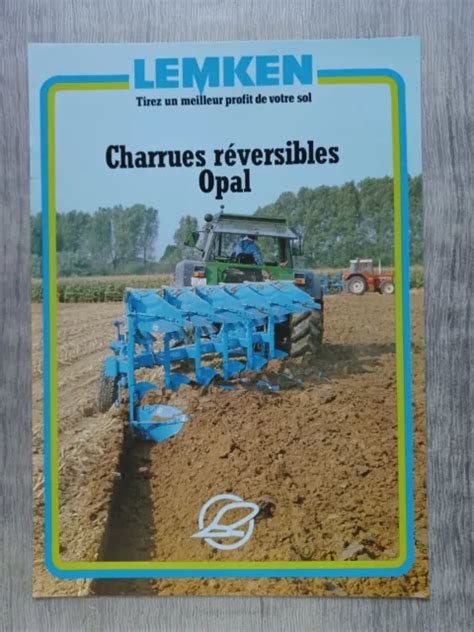 LEMKEN
Tirez un meilleur profit de votre sol
Charrues réversibles
Opal